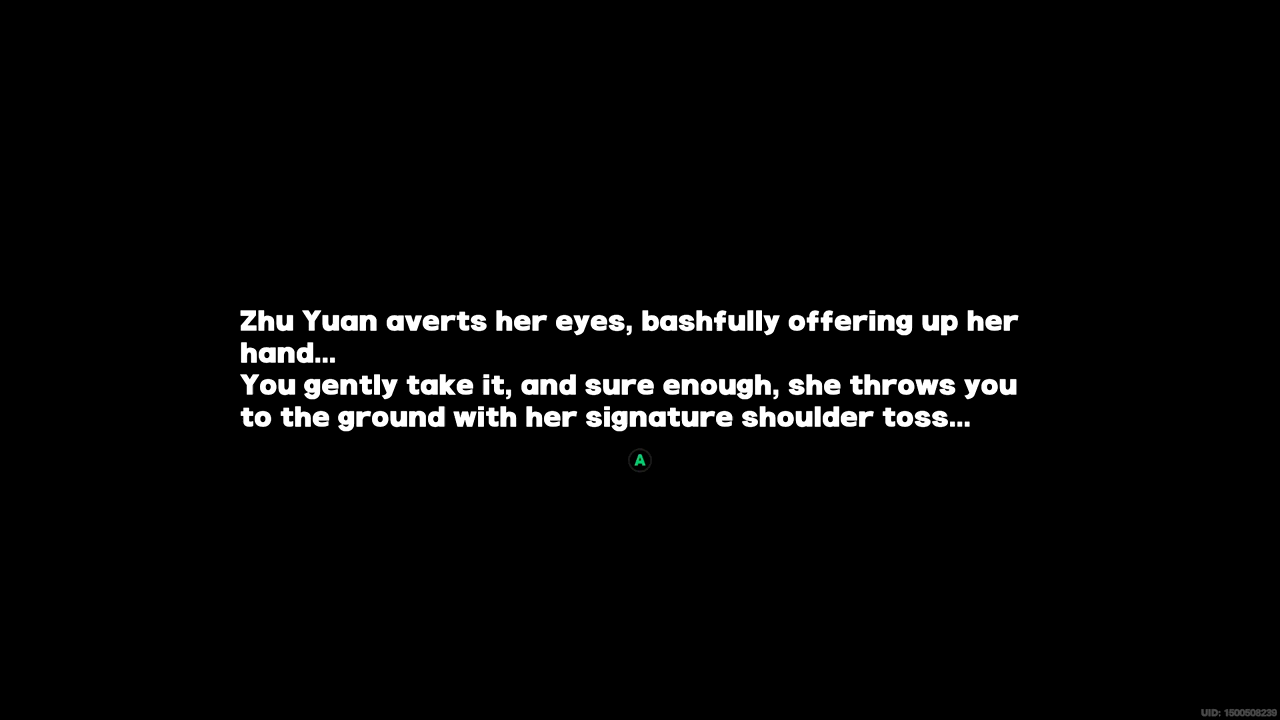 Zhu Yuan averts her eyes, bashfully offering up her
hand...
You gently take it, and sure enough, she throws you
to the ground with her signature shoulder toss...
A
UID: 1500508239